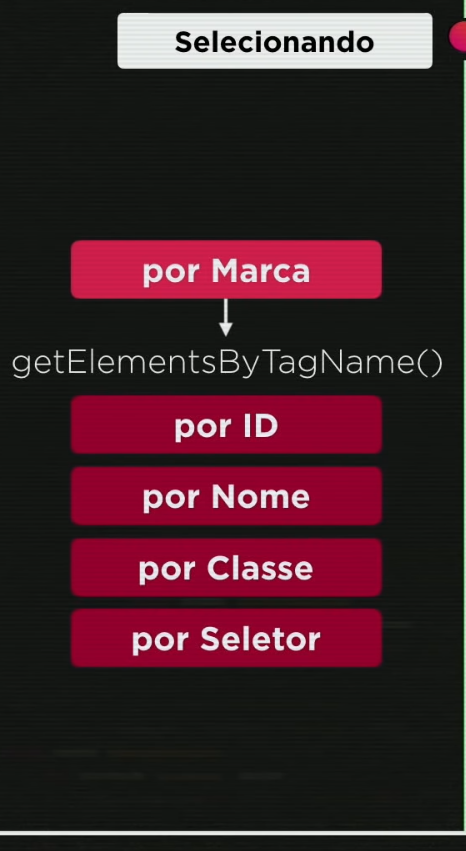 Selecionando
por Marca
getElementsByTagName()
por ID
por Nome
por Classe
por Seletor